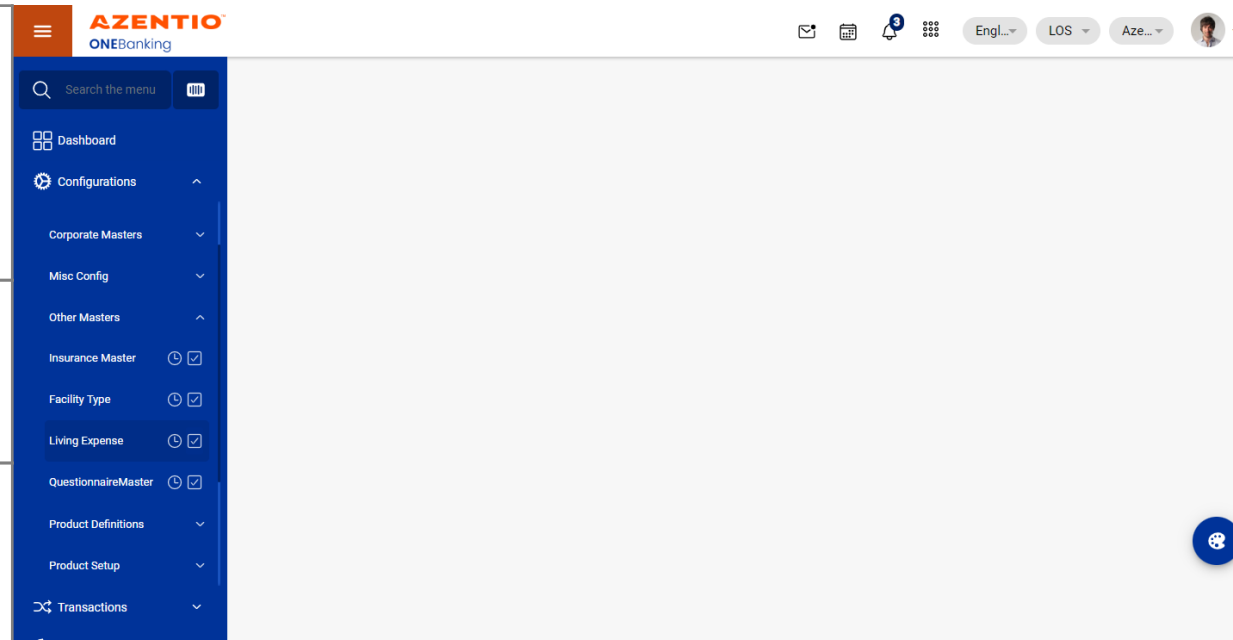 AZENTIO
ONEBanking
3
Engl...
LOS
Aze...
Search the menu
Dashboard
Configurations
Corporate Masters
Misc Config
Other Masters
Insurance Master
Facility Type
Living Expense
QuestionnaireMaster
Product Definitions
Product Setup
Transactions